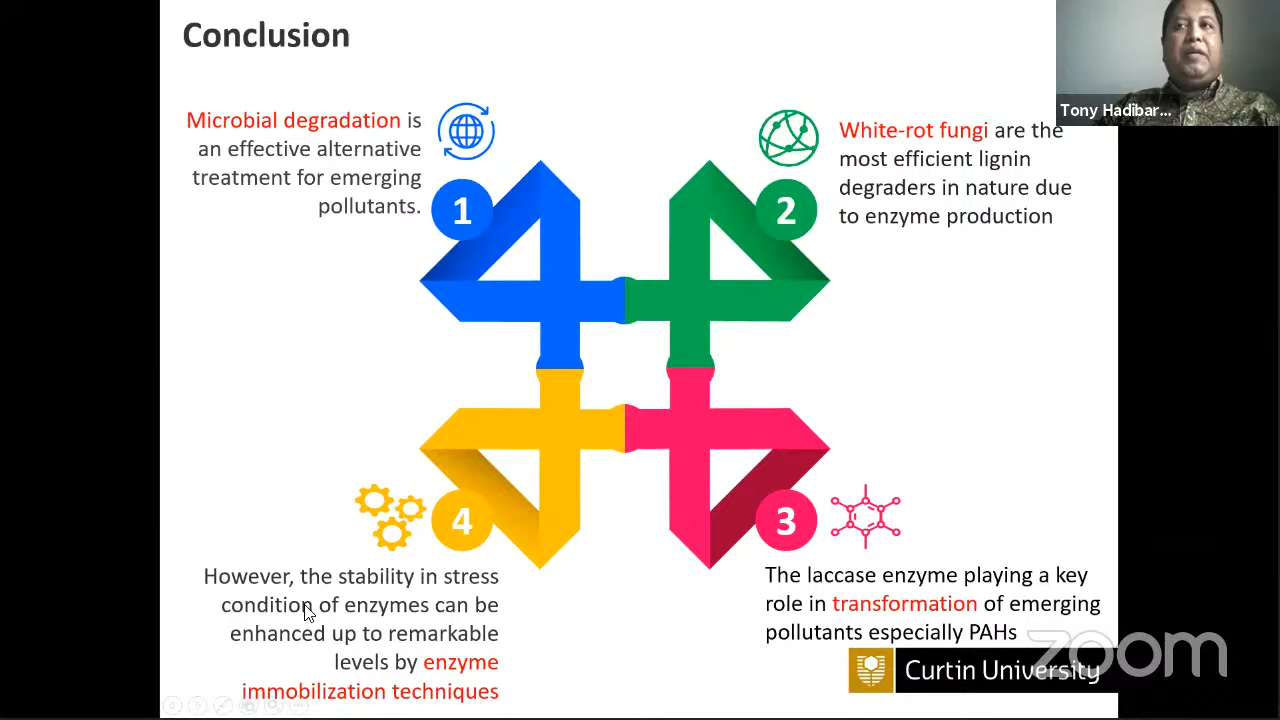 Conclusion
Tony Hadibar...
Microbial degradation is
an effective alternative
treatment for emerging
pollutants.
1
2
White-rot fungi are the
most efficient lignin
degraders in nature due
to enzyme production
4
However, the stability in stress
condition of enzymes can be
enhanced up to remarkable
levels by enzyme
immobilization techniques
3
The laccase enzyme playing a key
role in transformation of emerging
pollutants especially PAHs
Curtin University
zoom